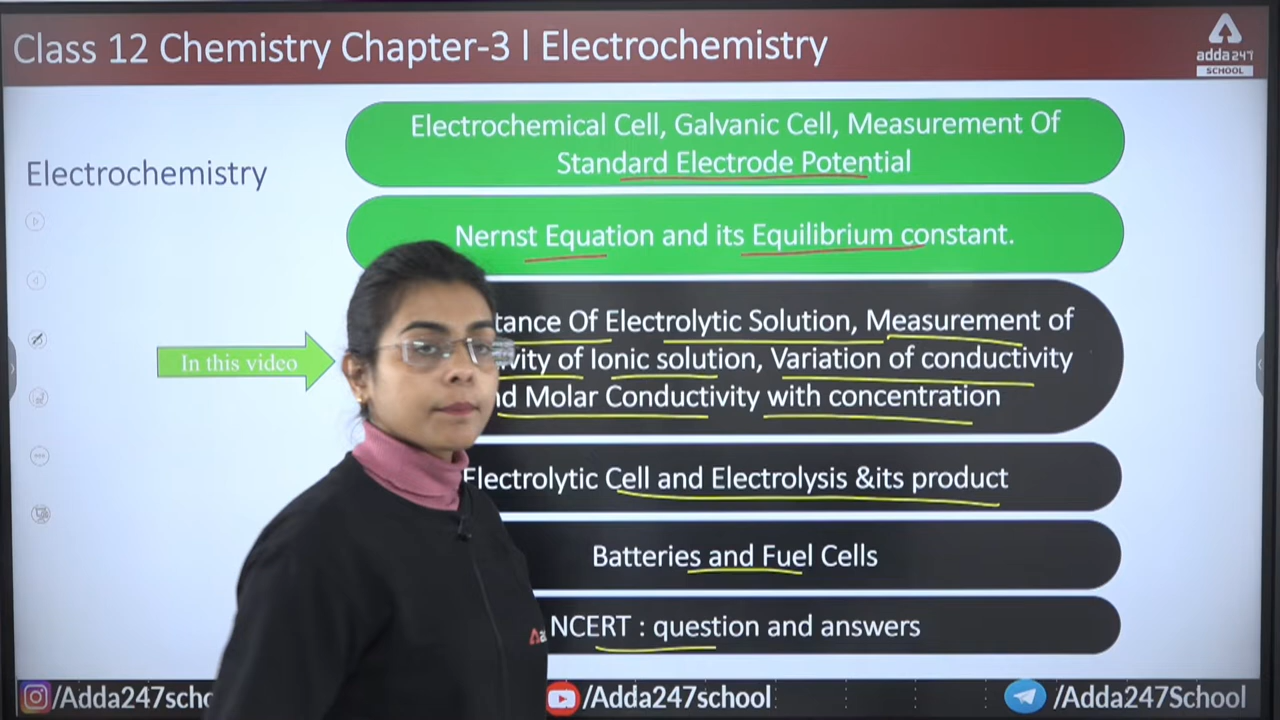 Class 12 Chemistry Chapter-3 l Electrochemistry
adda247
SCHOOL
Electrochemistry
Electrochemical Cell, Galvanic Cell, Measurement Of
Standard Electrode Potential
Nernst Equation and its Equilibrium constant.
In this video
Of Electrolytic Solution, Measurement of
of Ionic solution, Variation of conductivity
Molar Conductivity with concentration
Electrolytic Cell and Electrolysis &its product
Batteries and Fuel Cells
NCERT : question and answers
/Adda247school
/Adda247School